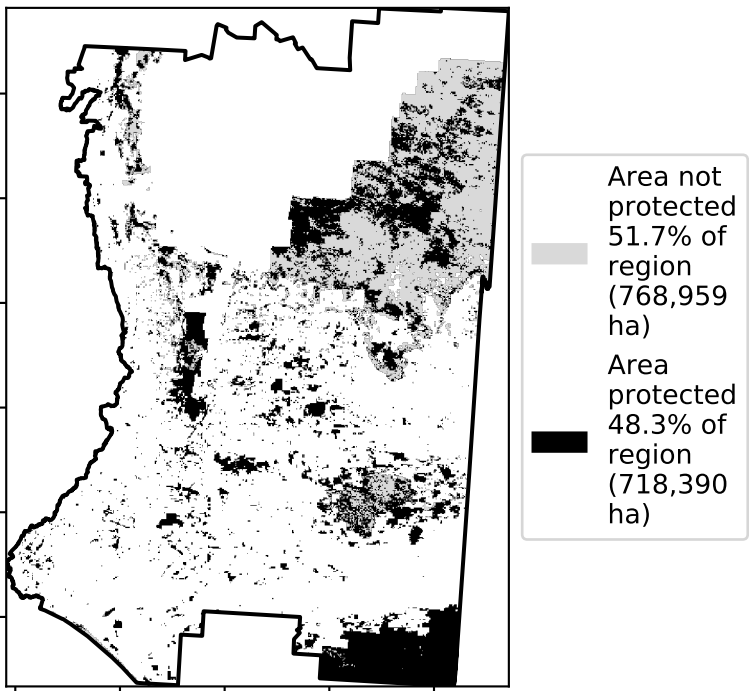 Area not
protected
51.7% of
region
(768,959
ha)
Area
protected
48.3% of
region
(718,390
ha)